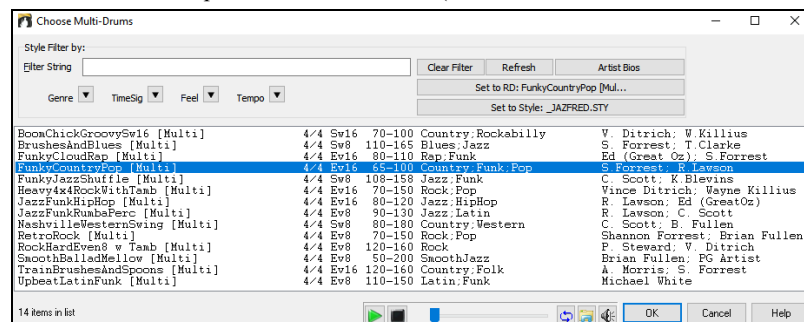 Choose Multi-Drums
Style Filter by:
Filter String
Clear Filter Refresh Artist Bios
Genre TimeSig Feel Tempo
Set to RD: FunkyCountryPop [Mul...
Set to Style: _JAZFRED.STY
BoomChickGroovySw16 [Multi] 4/4 Sw16 70-100 Country;Rockabilly V. Ditrich; W.Killius
BrushesAndBlues [Multi] 4/4 Sw8 110-165 Blues;Jazz S. Forrest; T.Clarke
FunkyCloudRap [Multi] 4/4 Ev16 80-110 Rap;Funk Ed (Great Oz); S.Forrest
FunkyCountryPop [Multi] 4/4 Ev16 65-100 Country;Funk;Pop S.Forrest; R.Lawson
FunkyJazzShuffle [Multi] 4/4 Sw8 108-158 Jazz;Funk C. Scott; K.Blevins
Heavy4x4RockWithTamb [Multi] 4/4 Ev16 70-150 Rock;Pop Vince Ditrich; Wayne Killius
JazzFunkHipHop [Multi] 4/4 Ev16 80-120 Jazz;HipHop R. Lawson; Ed (GreatOz)
JazzFunkRumbaPerc [Multi] 4/4 Ev8 90-130 Jazz;Latin R. Lawson; C. Scott
NashvilleWesternSwing [Multi] 4/4 Sw8 80-180 Country;Western C. Scott; B. Fullen
RetroRock [Multi] 4/4 Ev8 70-150 Rock;Pop Shannon Forrest; Brian Fullen
RockHardEven8 w Tamb [Multi] 4/4 Ev8 120-160 Rock P. Steward; V. Ditrich
SmoothBalladMellow [Multi] 4/4 Ev8 50-200 SmoothJazz Brian Fullen; PG Artist
TrainBrushesAndSpoons [Multi] 4/4 Ev16 120-160 Country;Folk A. Morris; S. Forrest
UpbeatLatinFunk [Multi] 4/4 Ev8 110-150 Latin;Funk Michael White
14 items in list
OK Cancel Help